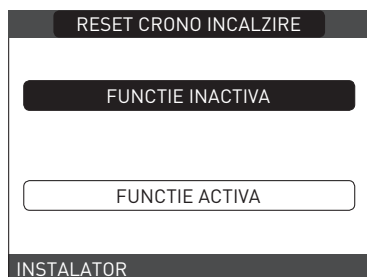 RESET CRONO INCALZIRE
FUNCTIE INACTIVA
FUNCTIE ACTIVA
INSTALATOR